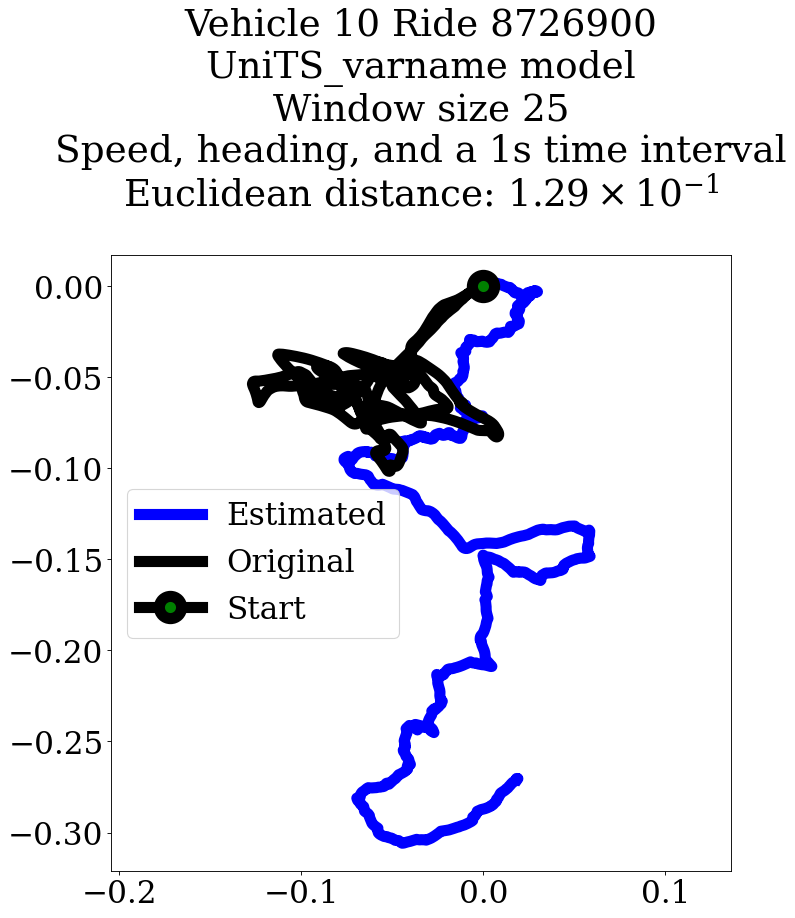 Vehicle 10 Ride 8726900
UniTS_varname model
Window size 25
Speed, heading, and a 1s time interval
Euclidean distance: 1.29 × 10⁻¹
0.00
−0.05
−0.10
−0.15
−0.20
−0.25
−0.30
Estimated
Original
Start
−0.2
−0.1
0.0
0.1